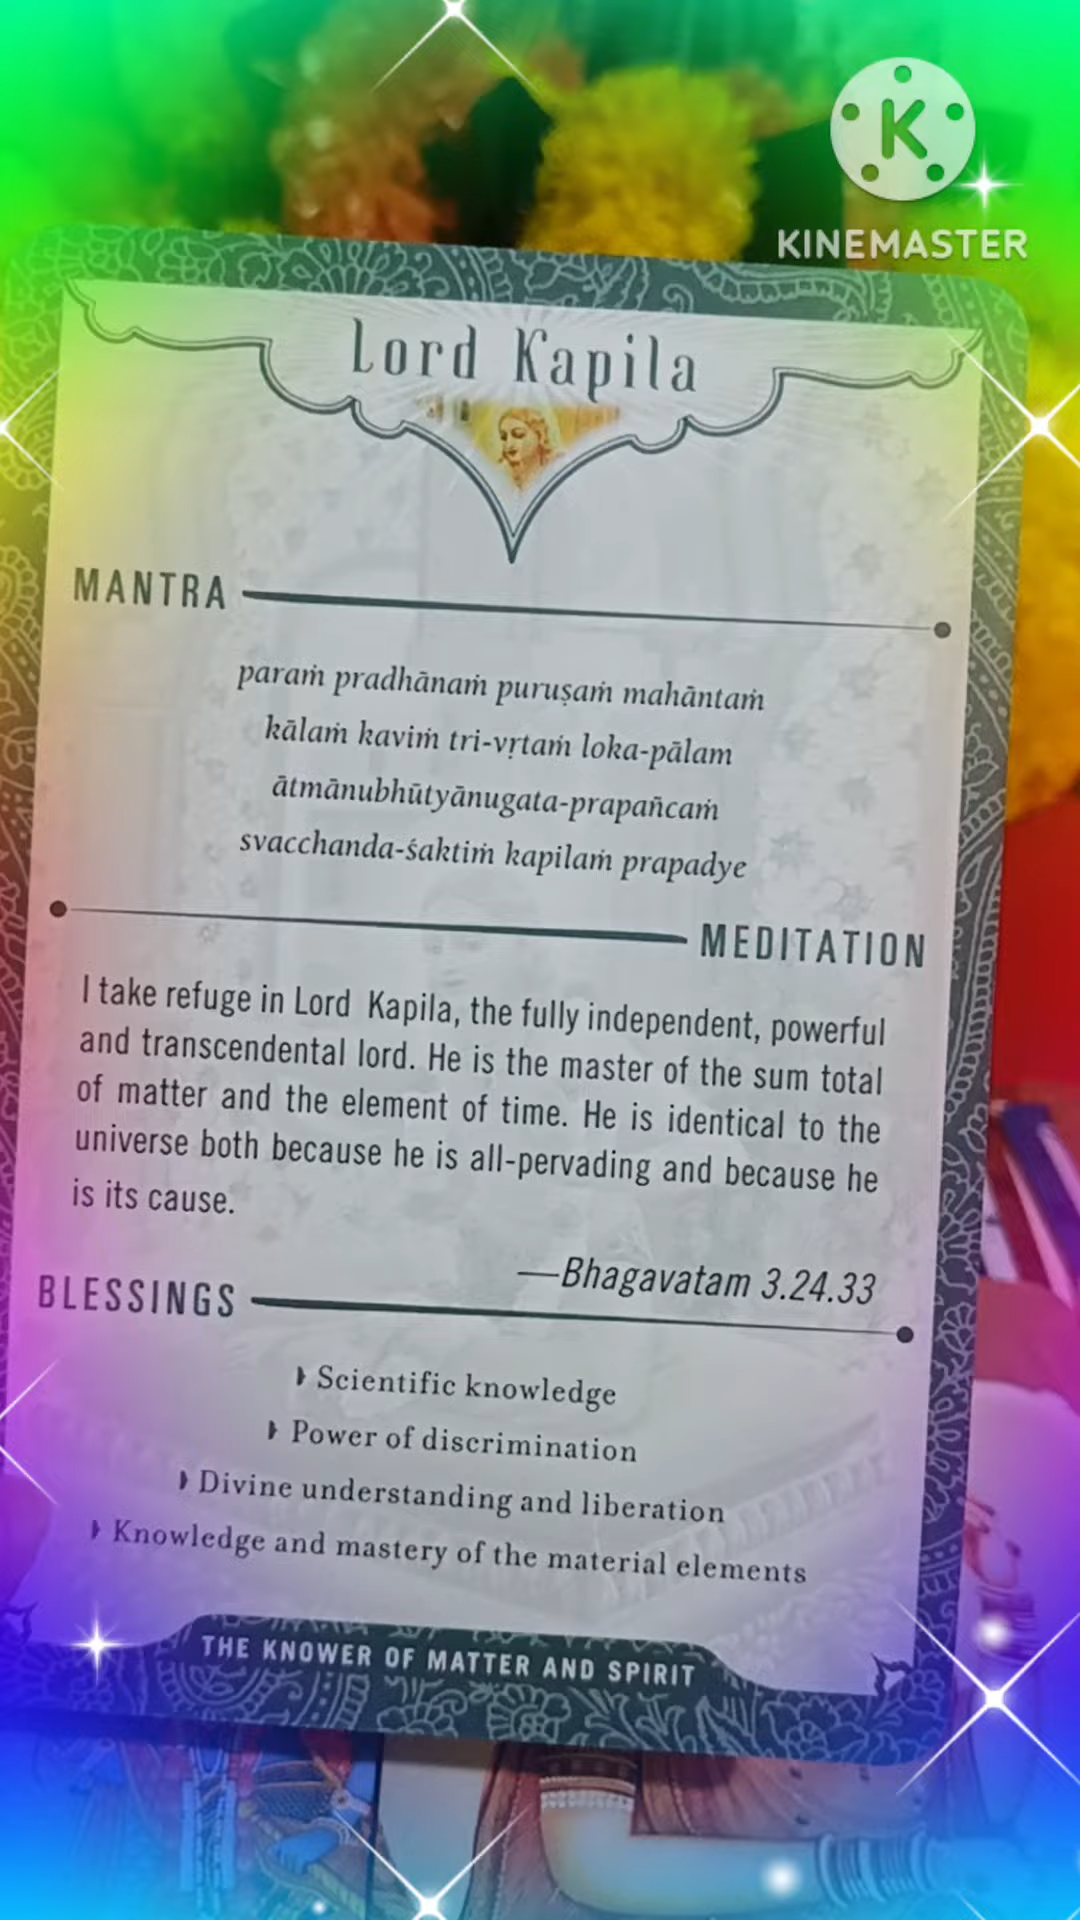 K
KINEMASTER
Lord Kapila
MANTRA
paraṁ pradhānaṁ puruṣaṁ mahāntaṁ
kālaṁ kaviṁ tri-vṛtaṁ loka-pālam
ātmānubhūtyānugata-prapañcaṁ
svacchanda-śaktiṁ kapilaṁ prapadye
MEDITATION
I take refuge in Lord Kapila, the fully independent, powerful
and transcendental lord. He is the master of the sum total
of matter and the element of time. He is identical to the
universe both because he is all-pervading and because he
is its cause.
—Bhagavatam 3.24.33
BLESSINGS
Scientific knowledge
Power of discrimination
Divine understanding and liberation
Knowledge and mastery of the material elements
THE KNOWER OF MATTER AND SPIRIT